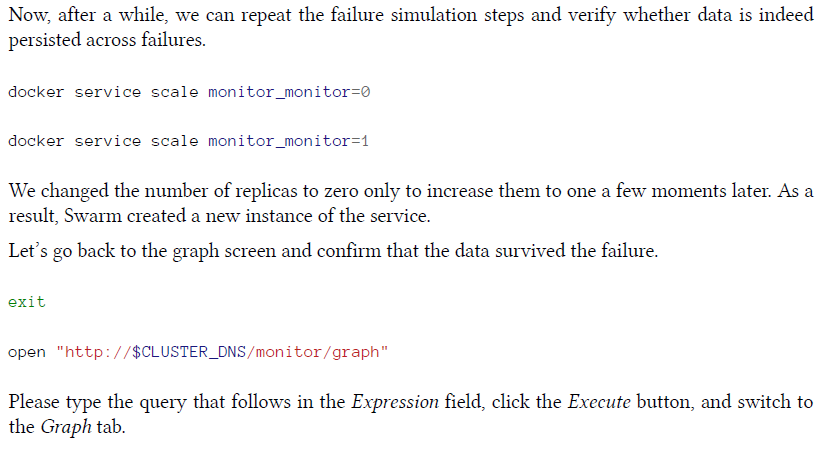 Now, after a while, we can repeat the failure simulation steps and verify whether data is indeed
persisted across failures.
docker service scale monitor_monitor=0
docker service scale monitor_monitor=1
We changed the number of replicas to zero only to increase them to one a few moments later. As a
result, Swarm created a new instance of the service.
Let’s go back to the graph screen and confirm that the data survived the failure.
exit
open "http://$CLUSTER_DNS/monitor/graph"
Please type the query that follows in the Expression field, click the Execute button, and switch to
the Graph tab.